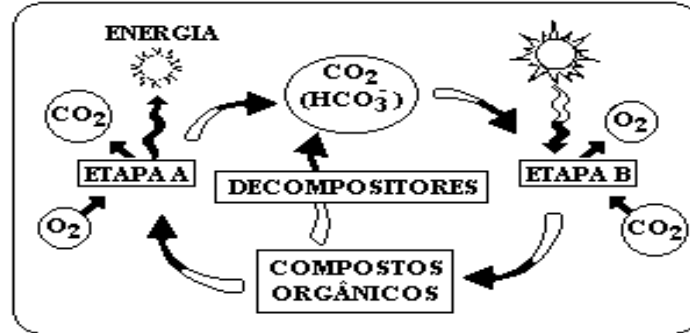 ENERGIA
CO₂
(HCO₃⁻)
CO₂
O₂
ETAPA A
DECOMPOSITORES
ETAPA B
O₂
CO₂
COMPOSTOS
ORGÂNICOS